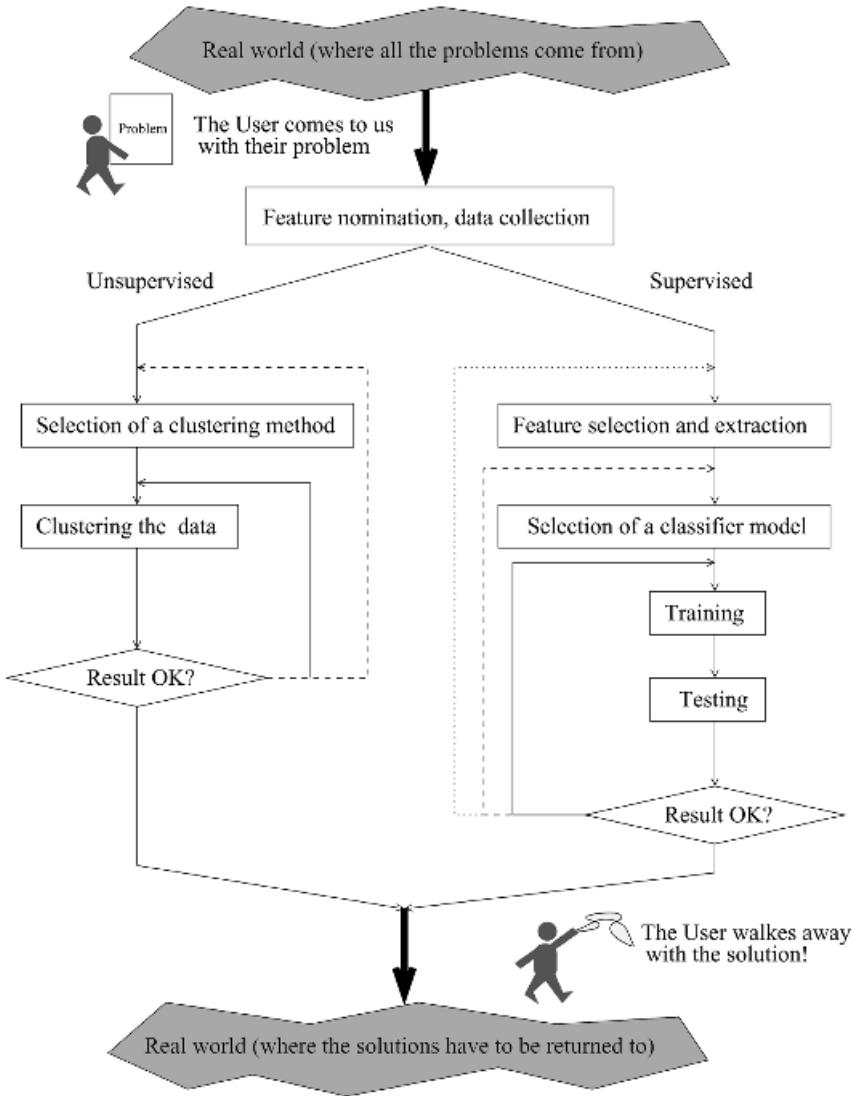 Real world (where all the problems come from)
Problem
The User comes to us
with their problem
Feature nomination, data collection
Unsupervised
Supervised
Selection of a clustering method
Feature selection and extraction
Clustering the data
Selection of a classifier model
Training
Result OK?
Testing
Result OK?
The User walkes away
with the solution!
Real world (where the solutions have to be returned to)